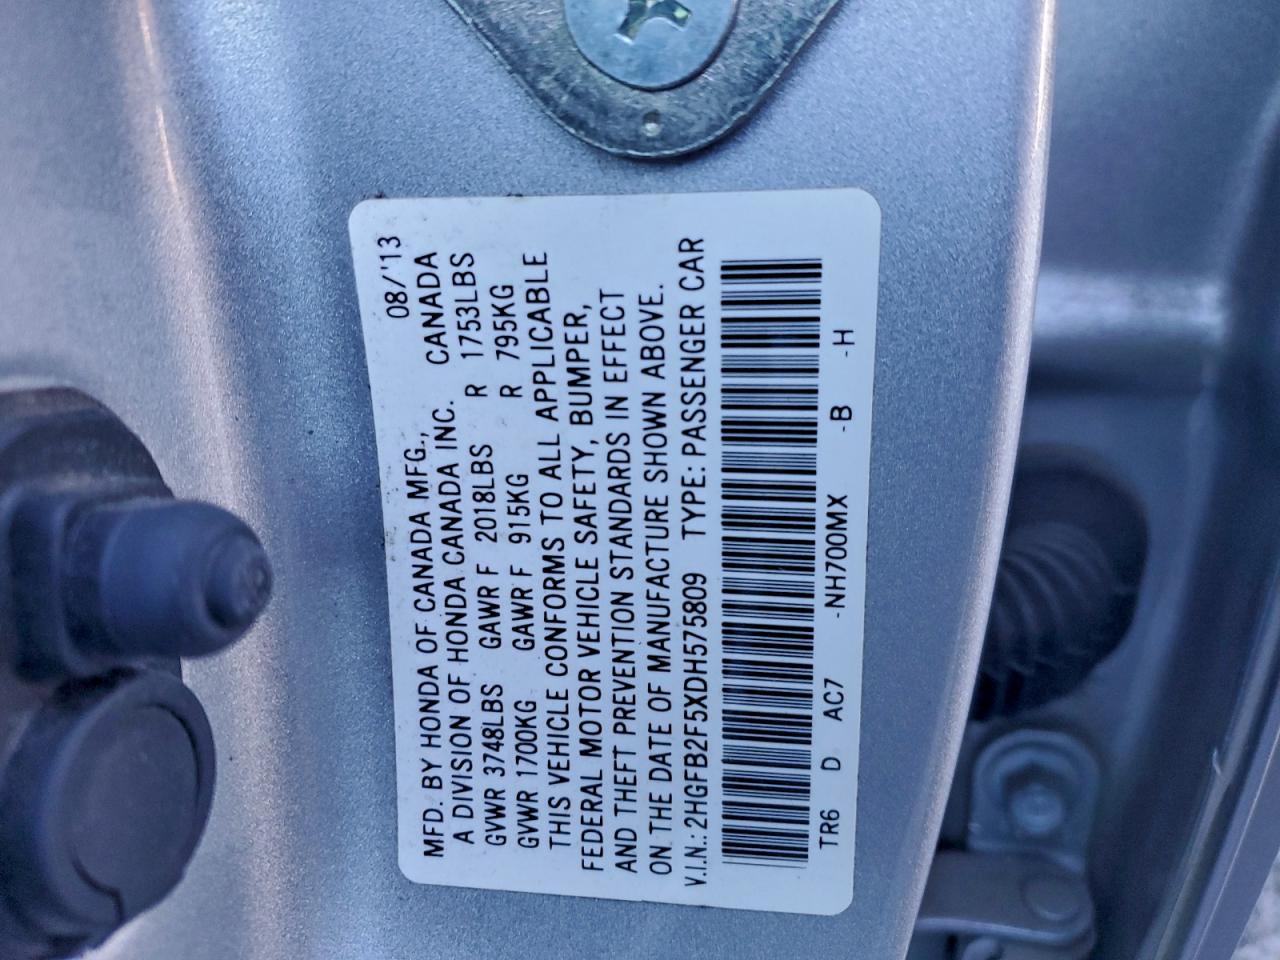 MFD. BY HONDA OF CANADA MFG., 08/'13
A DIVISION OF HONDA CANADA INC. CANADA
GVWR 3748LBS GAWR F 2018LBS R 1753LBS
GVWR 1700KG GAWR F 915KG R 795KG
THIS VEHICLE CONFORMS TO ALL APPLICABLE
FEDERAL MOTOR VEHICLE SAFETY, BUMPER,
AND THEFT PREVENTION STANDARDS IN EFFECT
ON THE DATE OF MANUFACTURE SHOWN ABOVE.
V.I.N.: 2HGFB2F5XDH575809 TYPE: PASSENGER CAR
TR6 D AC7 -NH700MX -B -H